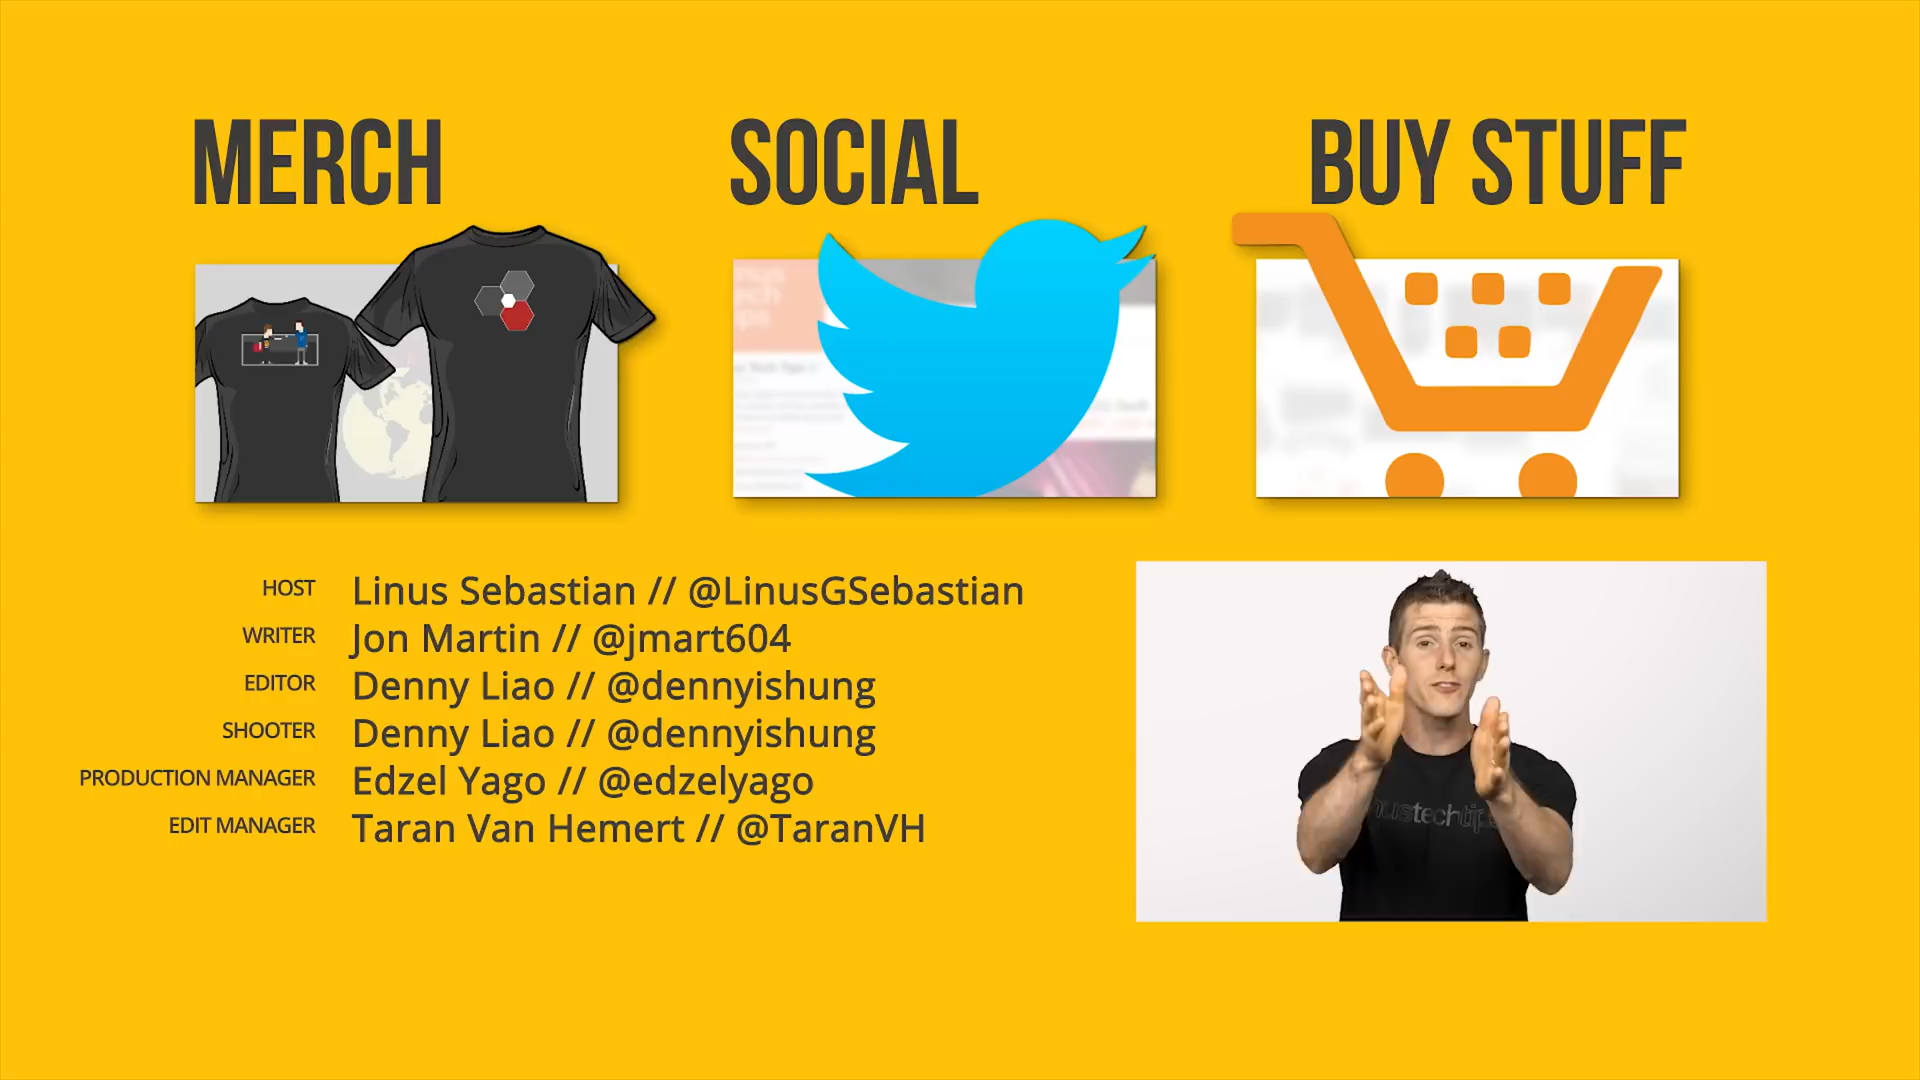 MERCH
SOCIAL
BUY STUFF
HOST Linus Sebastian // @LinusGSebastian
WRITER Jon Martin // @jmart604
EDITOR Denny Liao // @dennyishung
SHOOTER Denny Liao // @dennyishung
PRODUCTION MANAGER Edzel Yago // @edzelyago
EDIT MANAGER Taran Van Hemert // @TaranVH
nustechtip